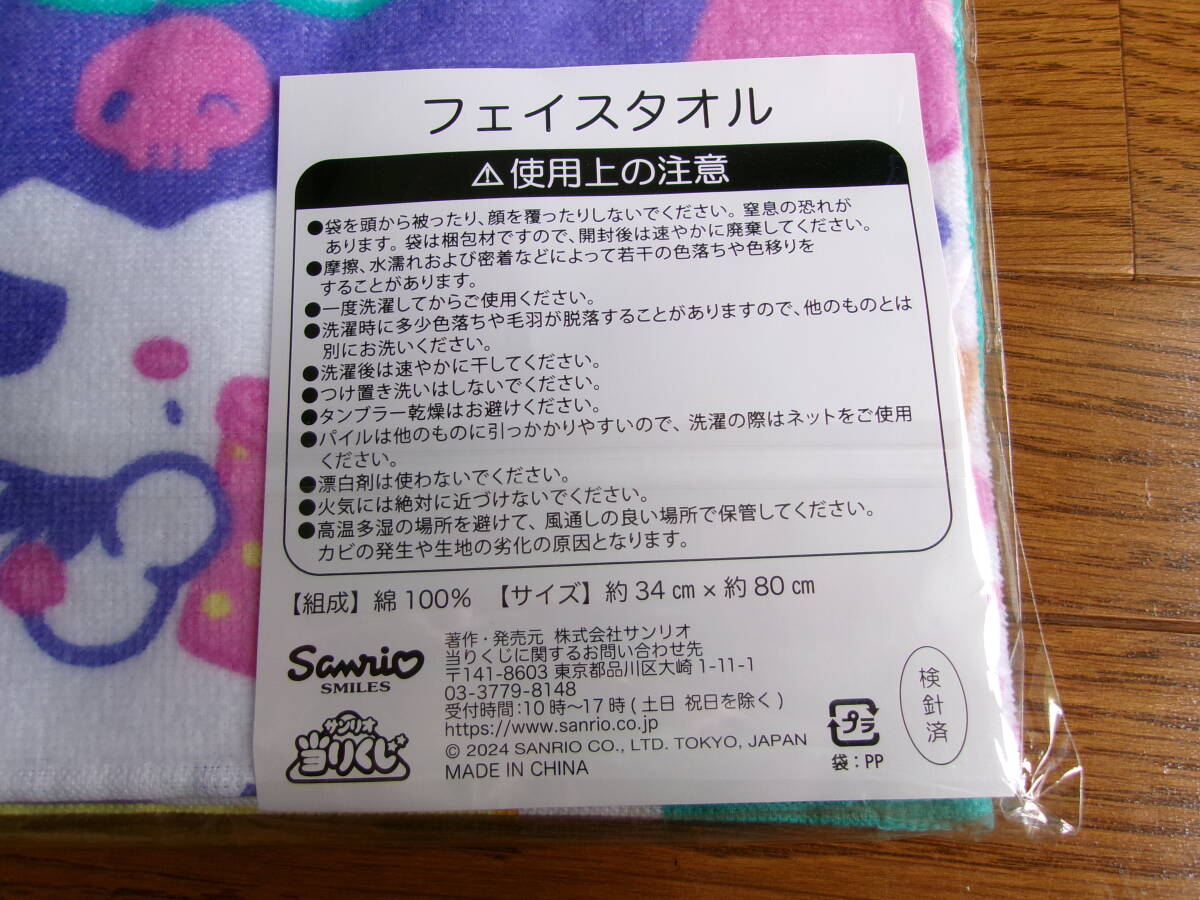 フェイスタオル
⚠使用上の注意
●袋を頭から被ったり、顔を覆ったりしないでください。窒息の恐れが
あります。袋は梱包材ですので、開封後は速やかに廃棄してください。
●摩擦、水濡れおよび密着などによって若干の色落ちや色移りを
することがあります。
●一度洗濯してからご使用ください。
●洗濯時に多少色落ちや毛羽が脱落することがありますので、他のものとは
別にお洗いください。
●洗濯後は速やかに干してください。
●つけ置き洗いはしないでください。
●タンブラー乾燥はお避けください。
●パイルは他のものに引っかかりやすいので、洗濯の際はネットをご使用
ください。
●漂白剤は使わないでください。
●火気には絶対に近づけないでください。
●高温多湿の場所を避けて、風通しの良い場所で保管してください。
カビの発生や生地の劣化の原因となります。
【組成】綿100% 【サイズ】約34㎝×約80㎝
Sanrio
SMILES
サンリオ
当りくじ
著作・発売元 株式会社サンリオ
当りくじに関するお問い合わせ先
〒141-8603 東京都品川区大崎1-11-1
03-3779-8148
受付時間：10時～17時(土日 祝日を除く)
https://www.sanrio.co.jp
© 2024 SANRIO CO., LTD. TOKYO, JAPAN
MADE IN CHINA
プラ
袋：PP
検針済